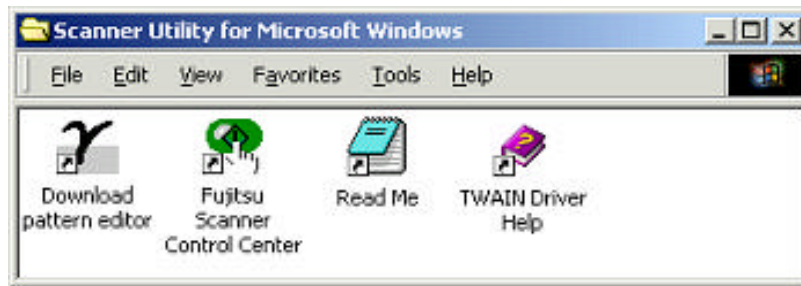 Scanner Utility for Microsoft Windows
File Edit View Favorites Tools Help
Download
pattern editor
Fujitsu
Scanner
Control Center
Read Me
TWAIN Driver
Help